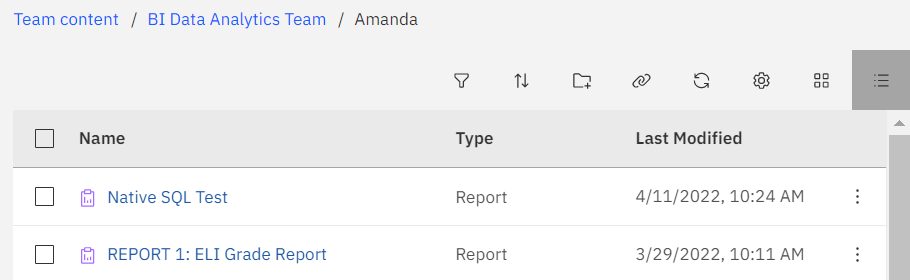 Team content / BI Data Analytics Team / Amanda
Name Type Last Modified
Native SQL Test Report 4/11/2022, 10:24 AM
REPORT 1: ELI Grade Report Report 3/29/2022, 10:11 AM